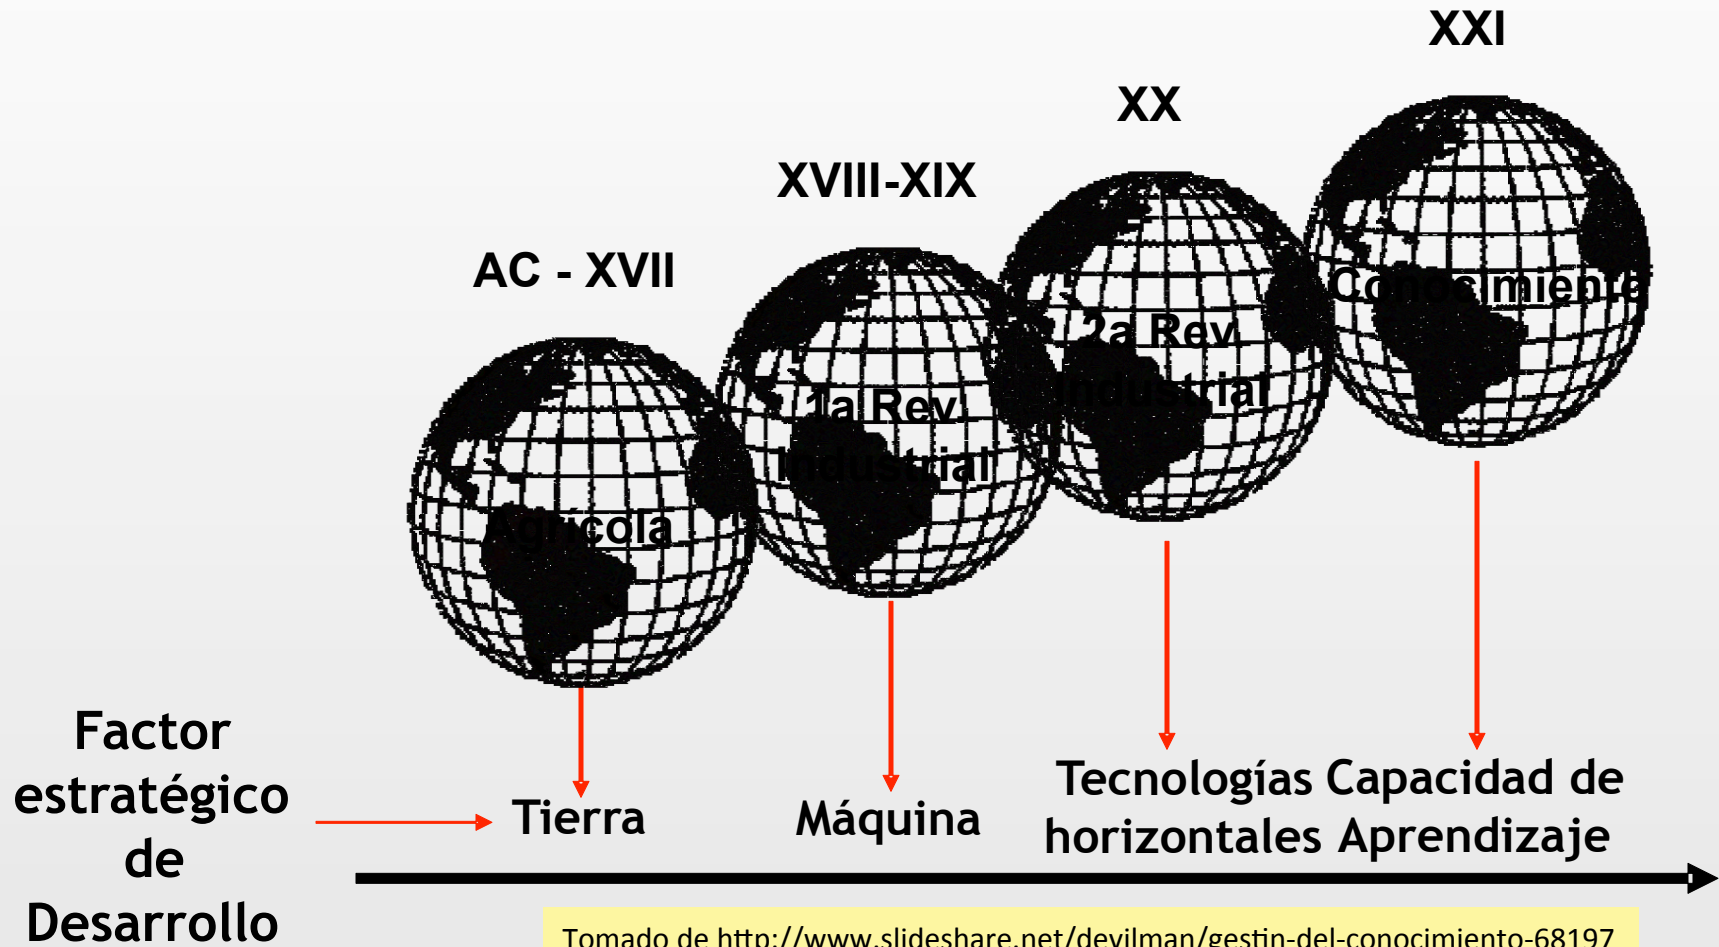 XXI
XX
XVIII-XIX
AC - XVII
Conocimiento
2a Rev
Industrial
1a Rev
Industrial
Agrícola
Factor
estratégico
de
Desarrollo
Tierra
Máquina
Tecnologías
horizontales
Capacidad de
Aprendizaje
Tomado de http://www.slideshare.net/devilman/gestin-del-conocimiento-68197